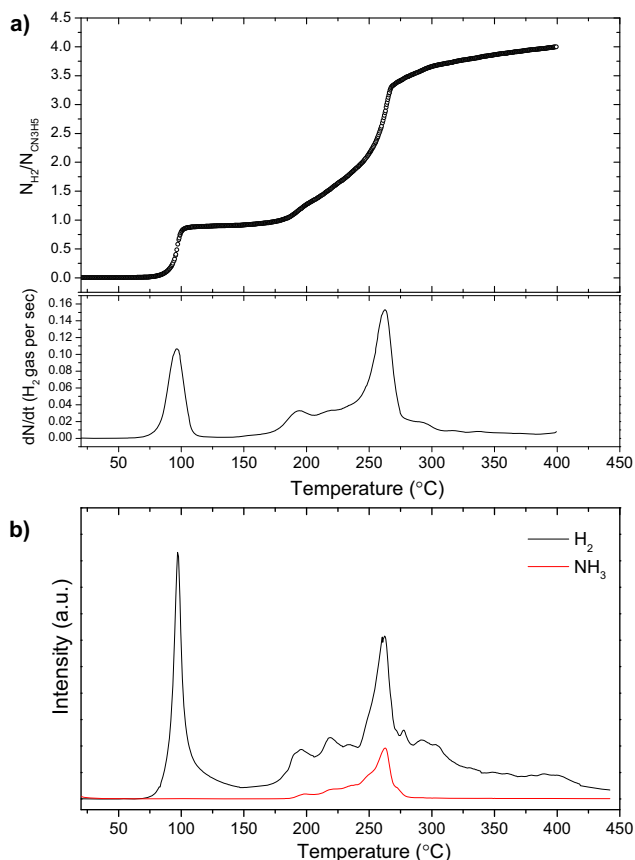 a)
N_H2/N_CN3H5
4.5
4.0
3.5
3.0
2.5
2.0
1.5
1.0
0.5
0.0
dN/dt (H₂ gas per sec)
0.16
0.14
0.12
0.10
0.08
0.06
0.04
0.02
0.00
50 100 150 200 250 300 350 400 450
Temperature (°C)
b)
H₂
NH₃
Intensity (a.u.)
50 100 150 200 250 300 350 400 450
Temperature (°C)